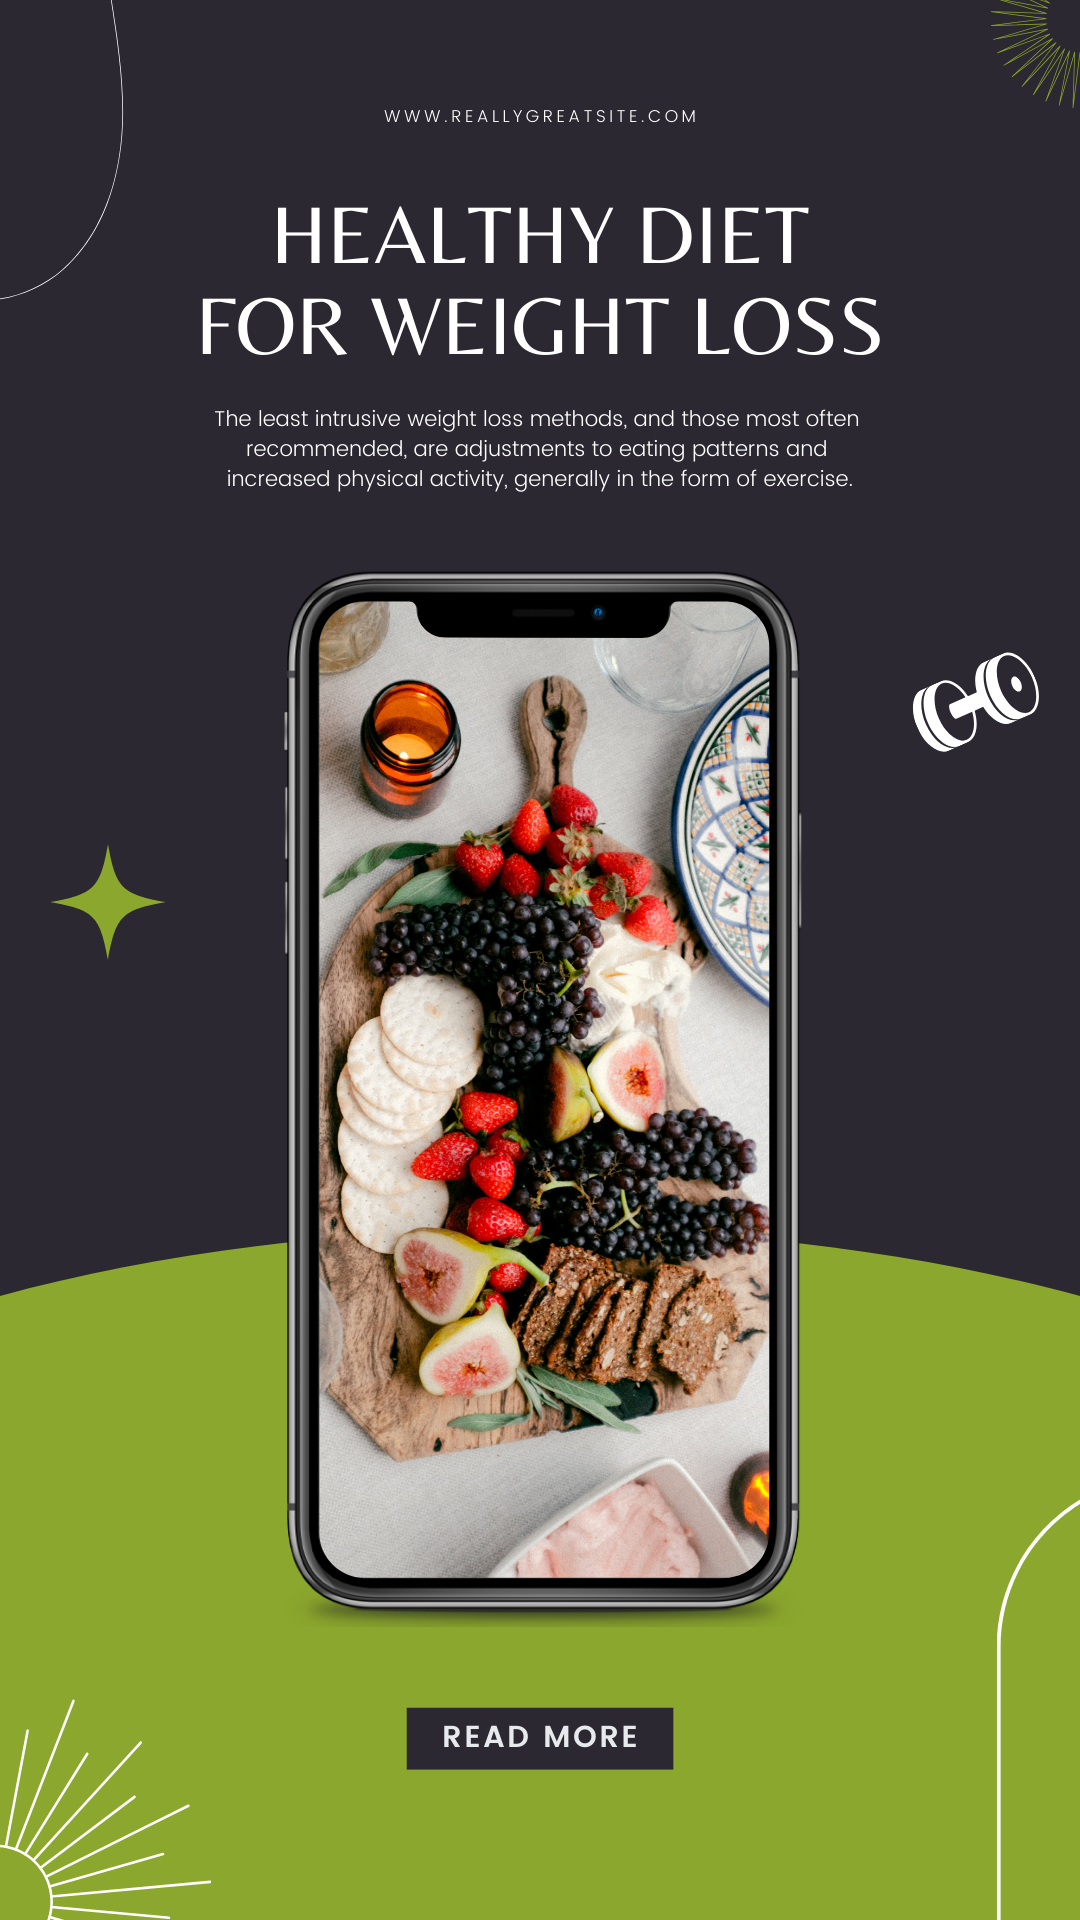 WWW.REALLYGREATSITE.COM
HEALTHY DIET
FOR WEIGHT LOSS
The least intrusive weight loss methods, and those most often
recommended, are adjustments to eating patterns and
increased physical activity, generally in the form of exercise.
READ MORE